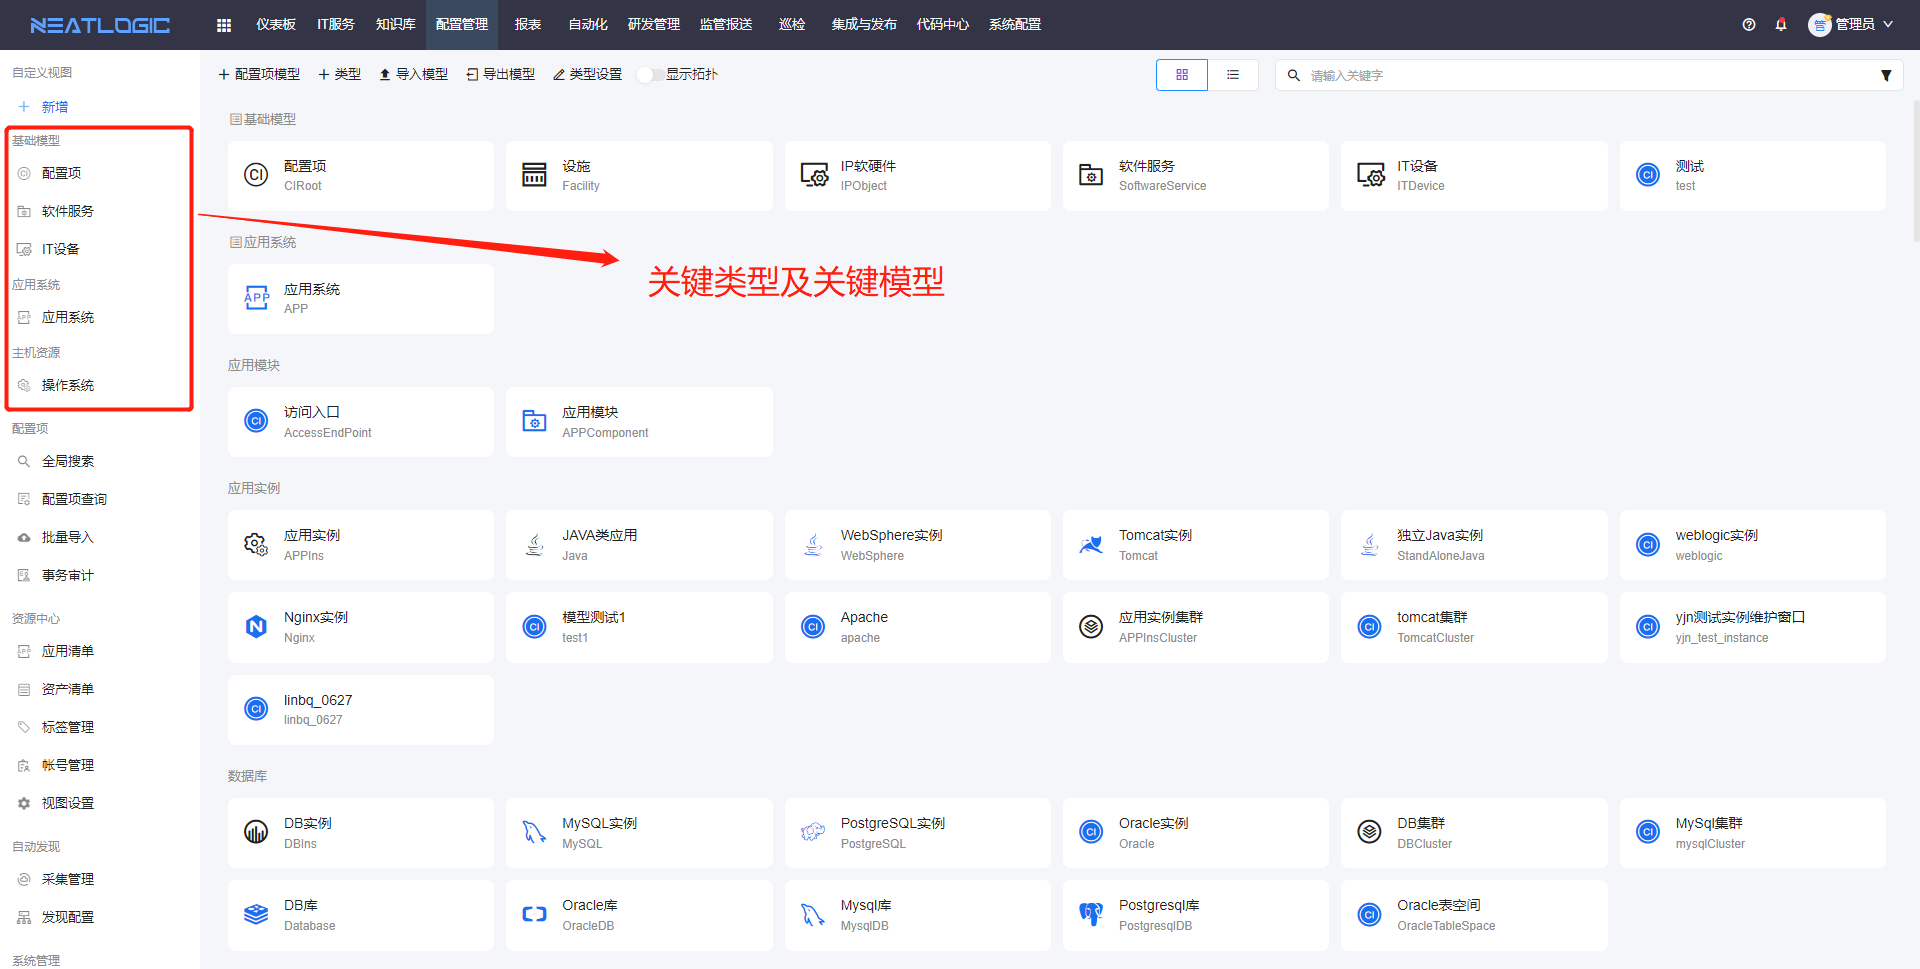 NEATLOGIC
仪表板 IT服务 知识库 配置管理 报表 自动化 研发管理 监管报送 巡检 集成与发布 代码中心 系统配置
管 管理员
自定义视图
新增
基础模型
配置项
软件服务
IT设备
应用系统
应用系统
主机资源
操作系统
配置项
全局搜索
配置项查询
批量导入
事务审计
资源中心
应用清单
资产清单
标签管理
帐号管理
视图设置
自动发现
采集管理
发现配置
系统管理
配置项模型 类型 导入模型 导出模型 类型设置 显示拓扑
请输入关键字
基础模型
配置项 设施 IP软硬件 软件服务 IT设备 测试
CIRoot Facility IPObject SoftwareService ITDevice test
应用系统
关键类型及关键模型
应用系统
APP
应用模块
访问入口 应用模块
AccessEndPoint APPComponent
应用实例
应用实例 JAVA类应用 WebSphere实例 Tomcat实例 独立Java实例 weblogic实例
APPIns Java WebSphere Tomcat StandAloneJava weblogic
Nginx实例 模型测试1 Apache 应用实例集群 tomcat集群 yjn测试实例维护窗口
Nginx test1 apache APPInsCluster TomcatCluster yjn_test_instance
linbq_0627
linbq_0627
数据库
DB实例 MySQL实例 PostgreSQL实例 Oracle实例 DB集群 MySql集群
DBIns MySQL PostgreSQL Oracle DBCluster mysqlCluster
DB库 Oracle库 Mysql库 Postgresql库 Oracle表空间
Database OracleDB MysqlDB PostgresqlDB OracleTableSpace